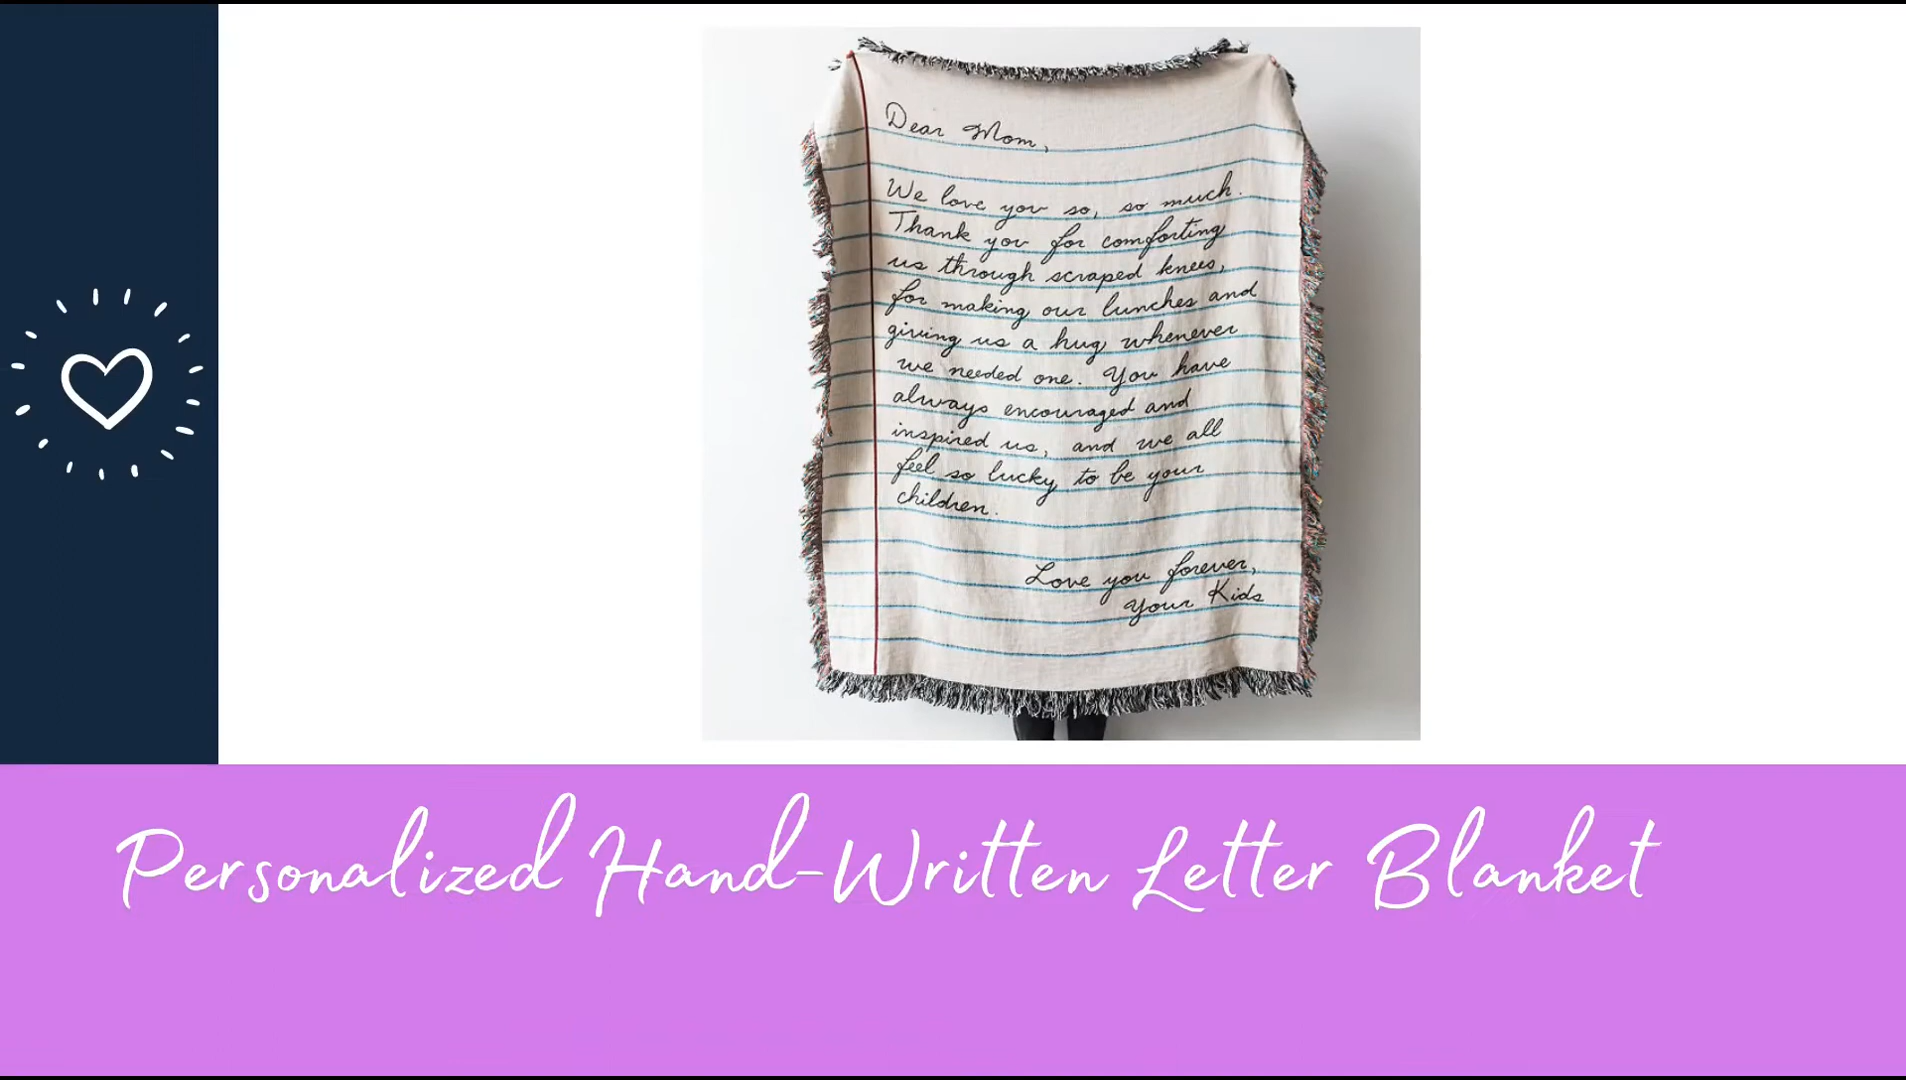 Dear Mom,
We love you so, so much.
Thank you for comforting
us through scraped knees,
for making our lunches and
giving us a hug whenever
we needed one. You have
always encouraged and
inspired us, and we all
feel so lucky to be your
children.
Love you forever,
Your Kids
Personalized Hand-Written Letter Blanket